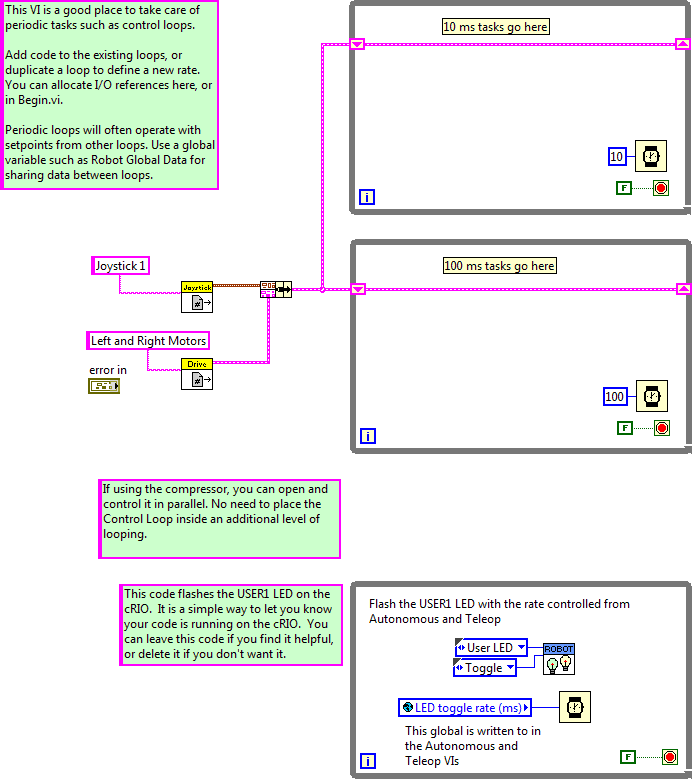 This VI is a good place to take care of
periodic tasks such as control loops.
Add code to the existing loops, or
duplicate a loop to define a new rate.
You can allocate I/O references here, or
in Begin.vi.
Periodic loops will often operate with
setpoints from other loops. Use a global
variable such as Robot Global Data for
sharing data between loops.
10 ms tasks go here
10
F
i
Joystick 1
Joystick
#
Left and Right Motors
Drive
#
error in
100 ms tasks go here
100
F
i
If using the compressor, you can open and
control it in parallel. No need to place the
Control Loop inside an additional level of
looping.
This code flashes the USER1 LED on the
cRIO. It is a simple way to let you know
your code is running on the cRIO. You
can leave this code if you find it helpful,
or delete it if you don't want it.
Flash the USER1 LED with the rate controlled from
Autonomous and Teleop
User LED
ROBOT
Toggle
LED toggle rate (ms)
This global is written to in
the Autonomous and
Teleop VIs
F
i